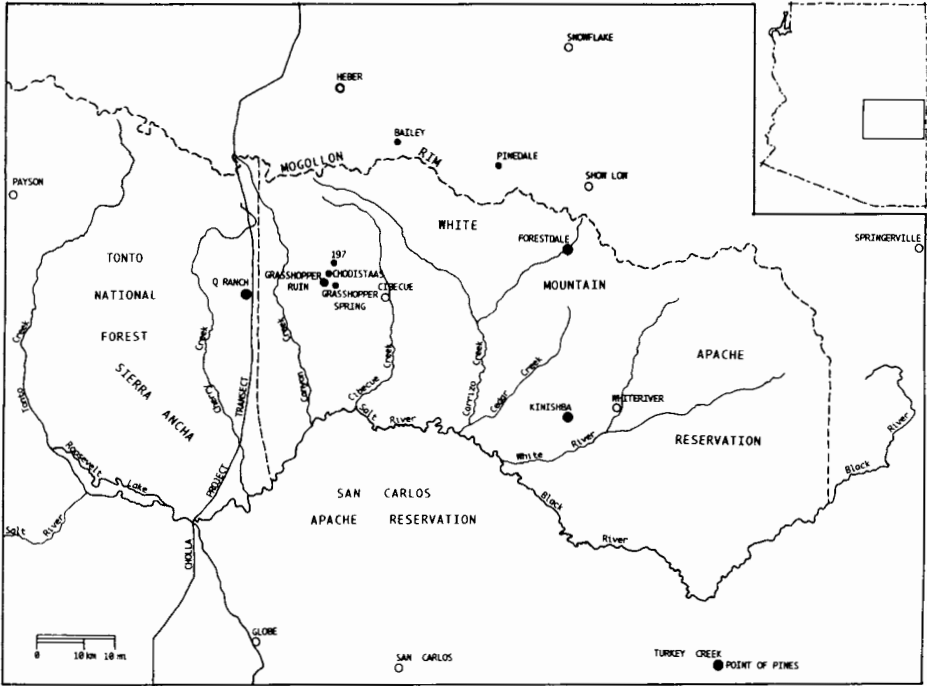 SNOWFLAKE
HEBER
BAILEY
MOGOLLON RIM
PINEDALE
SHOW LOW
PAYSON
WHITE
MOUNTAIN
APACHE
RESERVATION
FORESTDALE
SPRINGERVILLE
TONTO
NATIONAL
FOREST
SIERRA ANCHA
197
CHODISTAAS
GRASSHOPPER
RUIN
GRASSHOPPER
SPRING
CIBECUE
Q RANCH
Tonto Creek
Cherry Creek
Canyon Creek
Cibecue Creek
Carrizo Creek
Cedar Creek
KINISHBA
WHITERIVER
White River
Salt River
Black River
Black
Roosevelt Lake
Salt River
CHOLLA PROJECT TRANSECT
SAN CARLOS
APACHE RESERVATION
GLOBE
SAN CARLOS
TURKEY CREEK
POINT OF PINES
0 10 km 10 mi